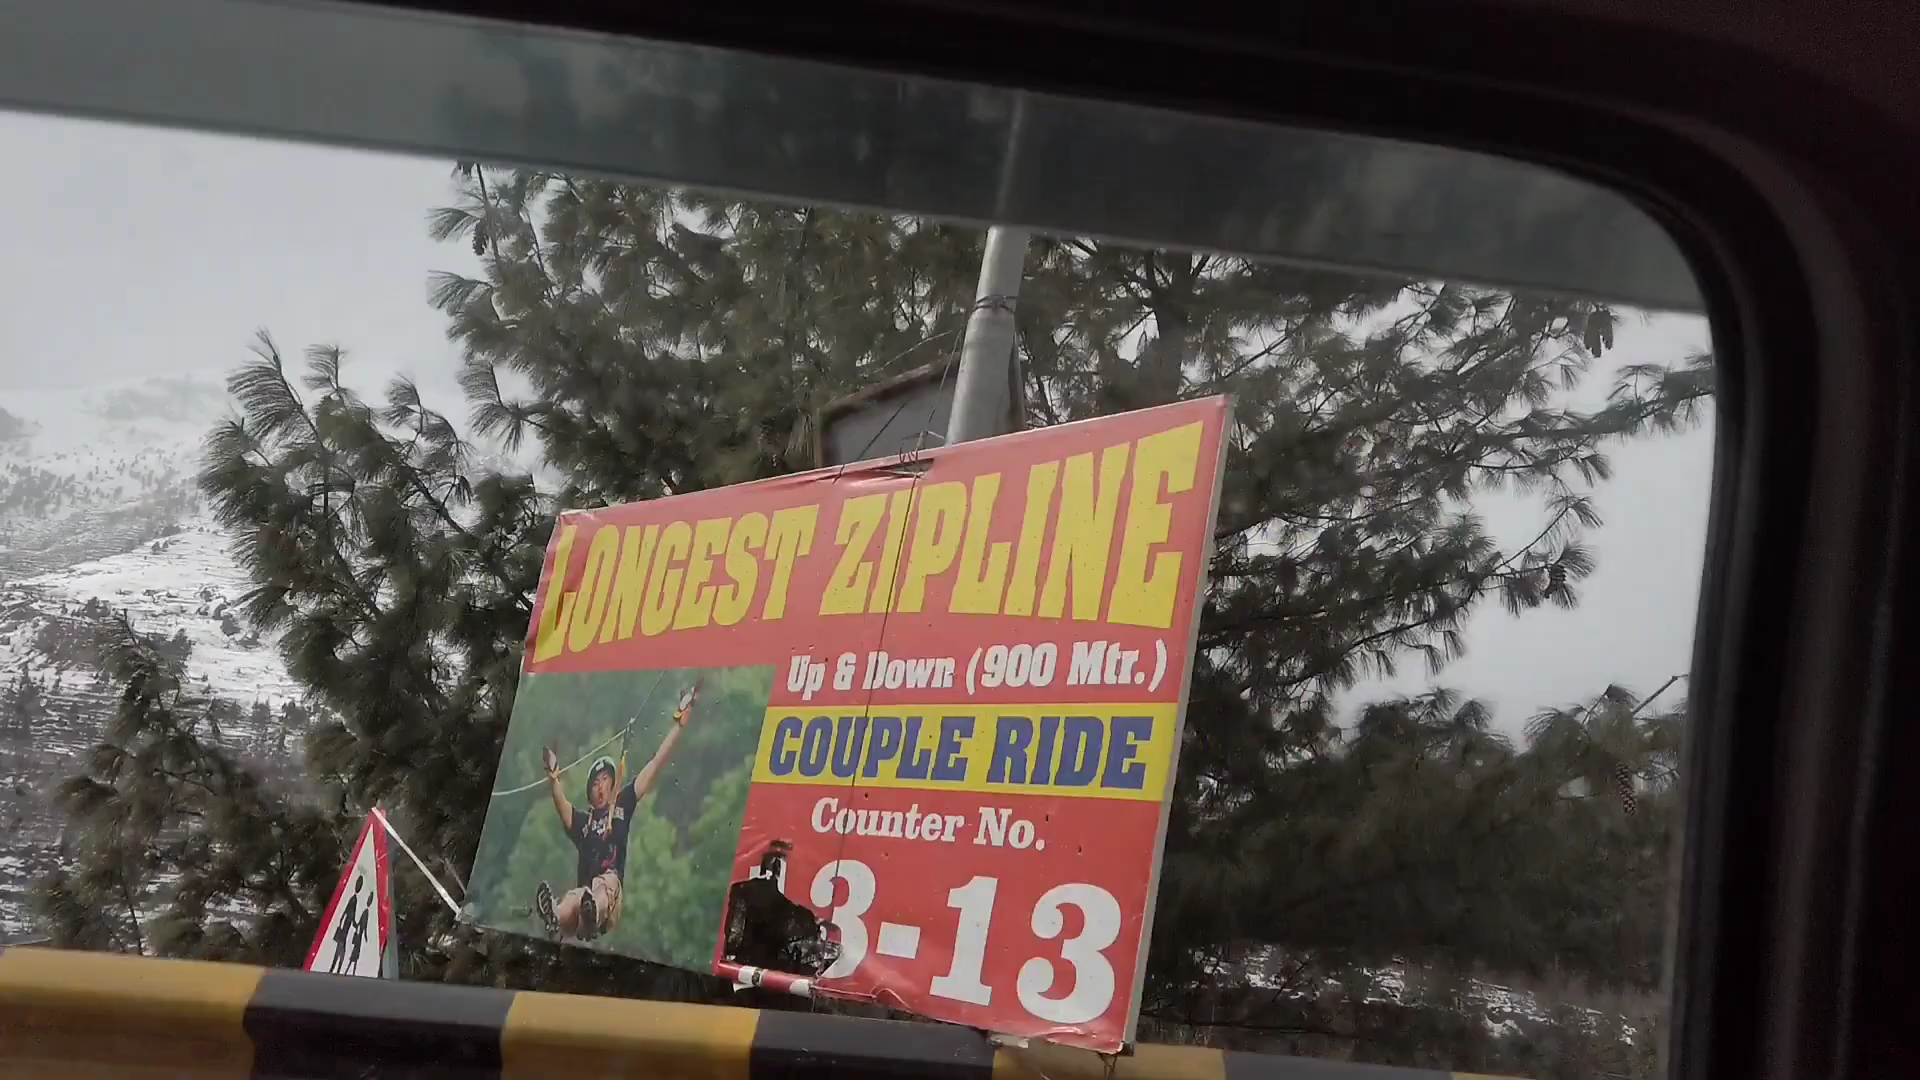 LONGEST ZIPLINE
Up & Down (900 Mtr.)
COUPLE RIDE
Counter No.
3-13